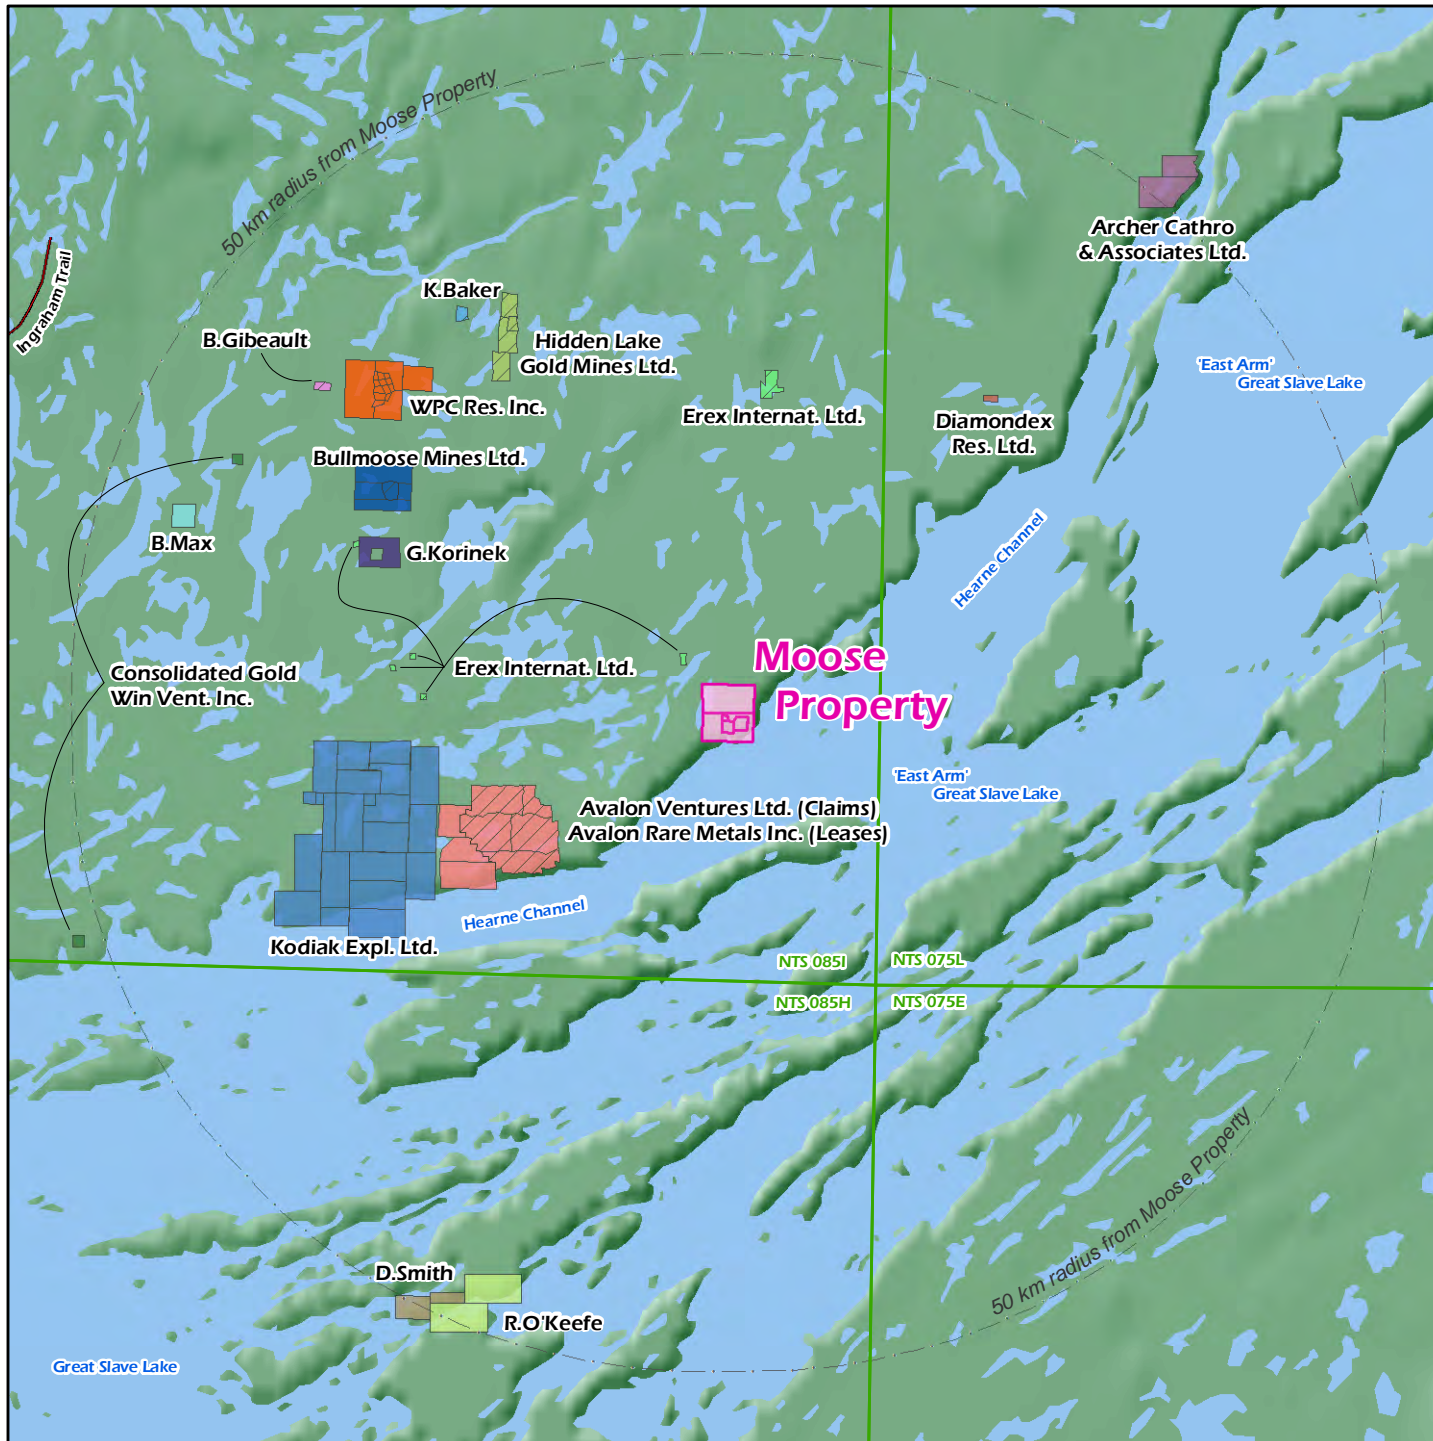 50 km radius from Moose Property
Ingraham Trail
Archer Cathro
& Associates Ltd.
K.Baker
B.Gibeault
Hidden Lake
Gold Mines Ltd.
WPC Res. Inc.
Erex Internat. Ltd.
Diamondex
Res. Ltd.
'East Arm'
Great Slave Lake
Bullmoose Mines Ltd.
B.Max
G.Korinek
Hearne Channel
Consolidated Gold
Win Vent. Inc.
Erex Internat. Ltd.
Moose
Property
'East Arm'
Great Slave Lake
Avalon Ventures Ltd. (Claims)
Avalon Rare Metals Inc. (Leases)
Hearne Channel
Kodiak Expl. Ltd.
NTS 085I
NTS 075L
NTS 085H
NTS 075E
50 km radius from Moose Property
D.Smith
R.O'Keefe
Great Slave Lake